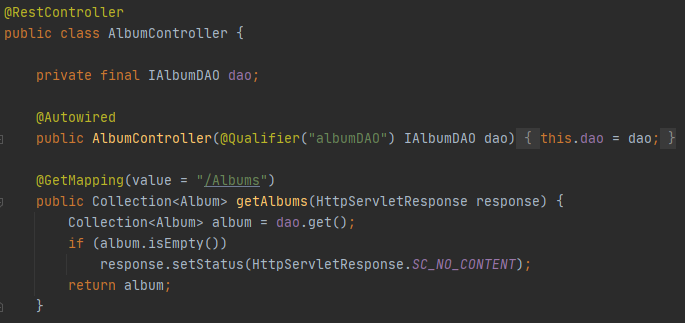 @RestController
public class AlbumController {
private final IAlbumDAO dao;
@Autowired
public AlbumController(@Qualifier("albumDAO") IAlbumDAO dao) { this.dao = dao; }
@GetMapping(value = "/Albums")
public Collection<Album> getAlbums(HttpServletResponse response) {
Collection<Album> album = dao.get();
if (album.isEmpty())
response.setStatus(HttpServletResponse.SC_NO_CONTENT);
return album;
}